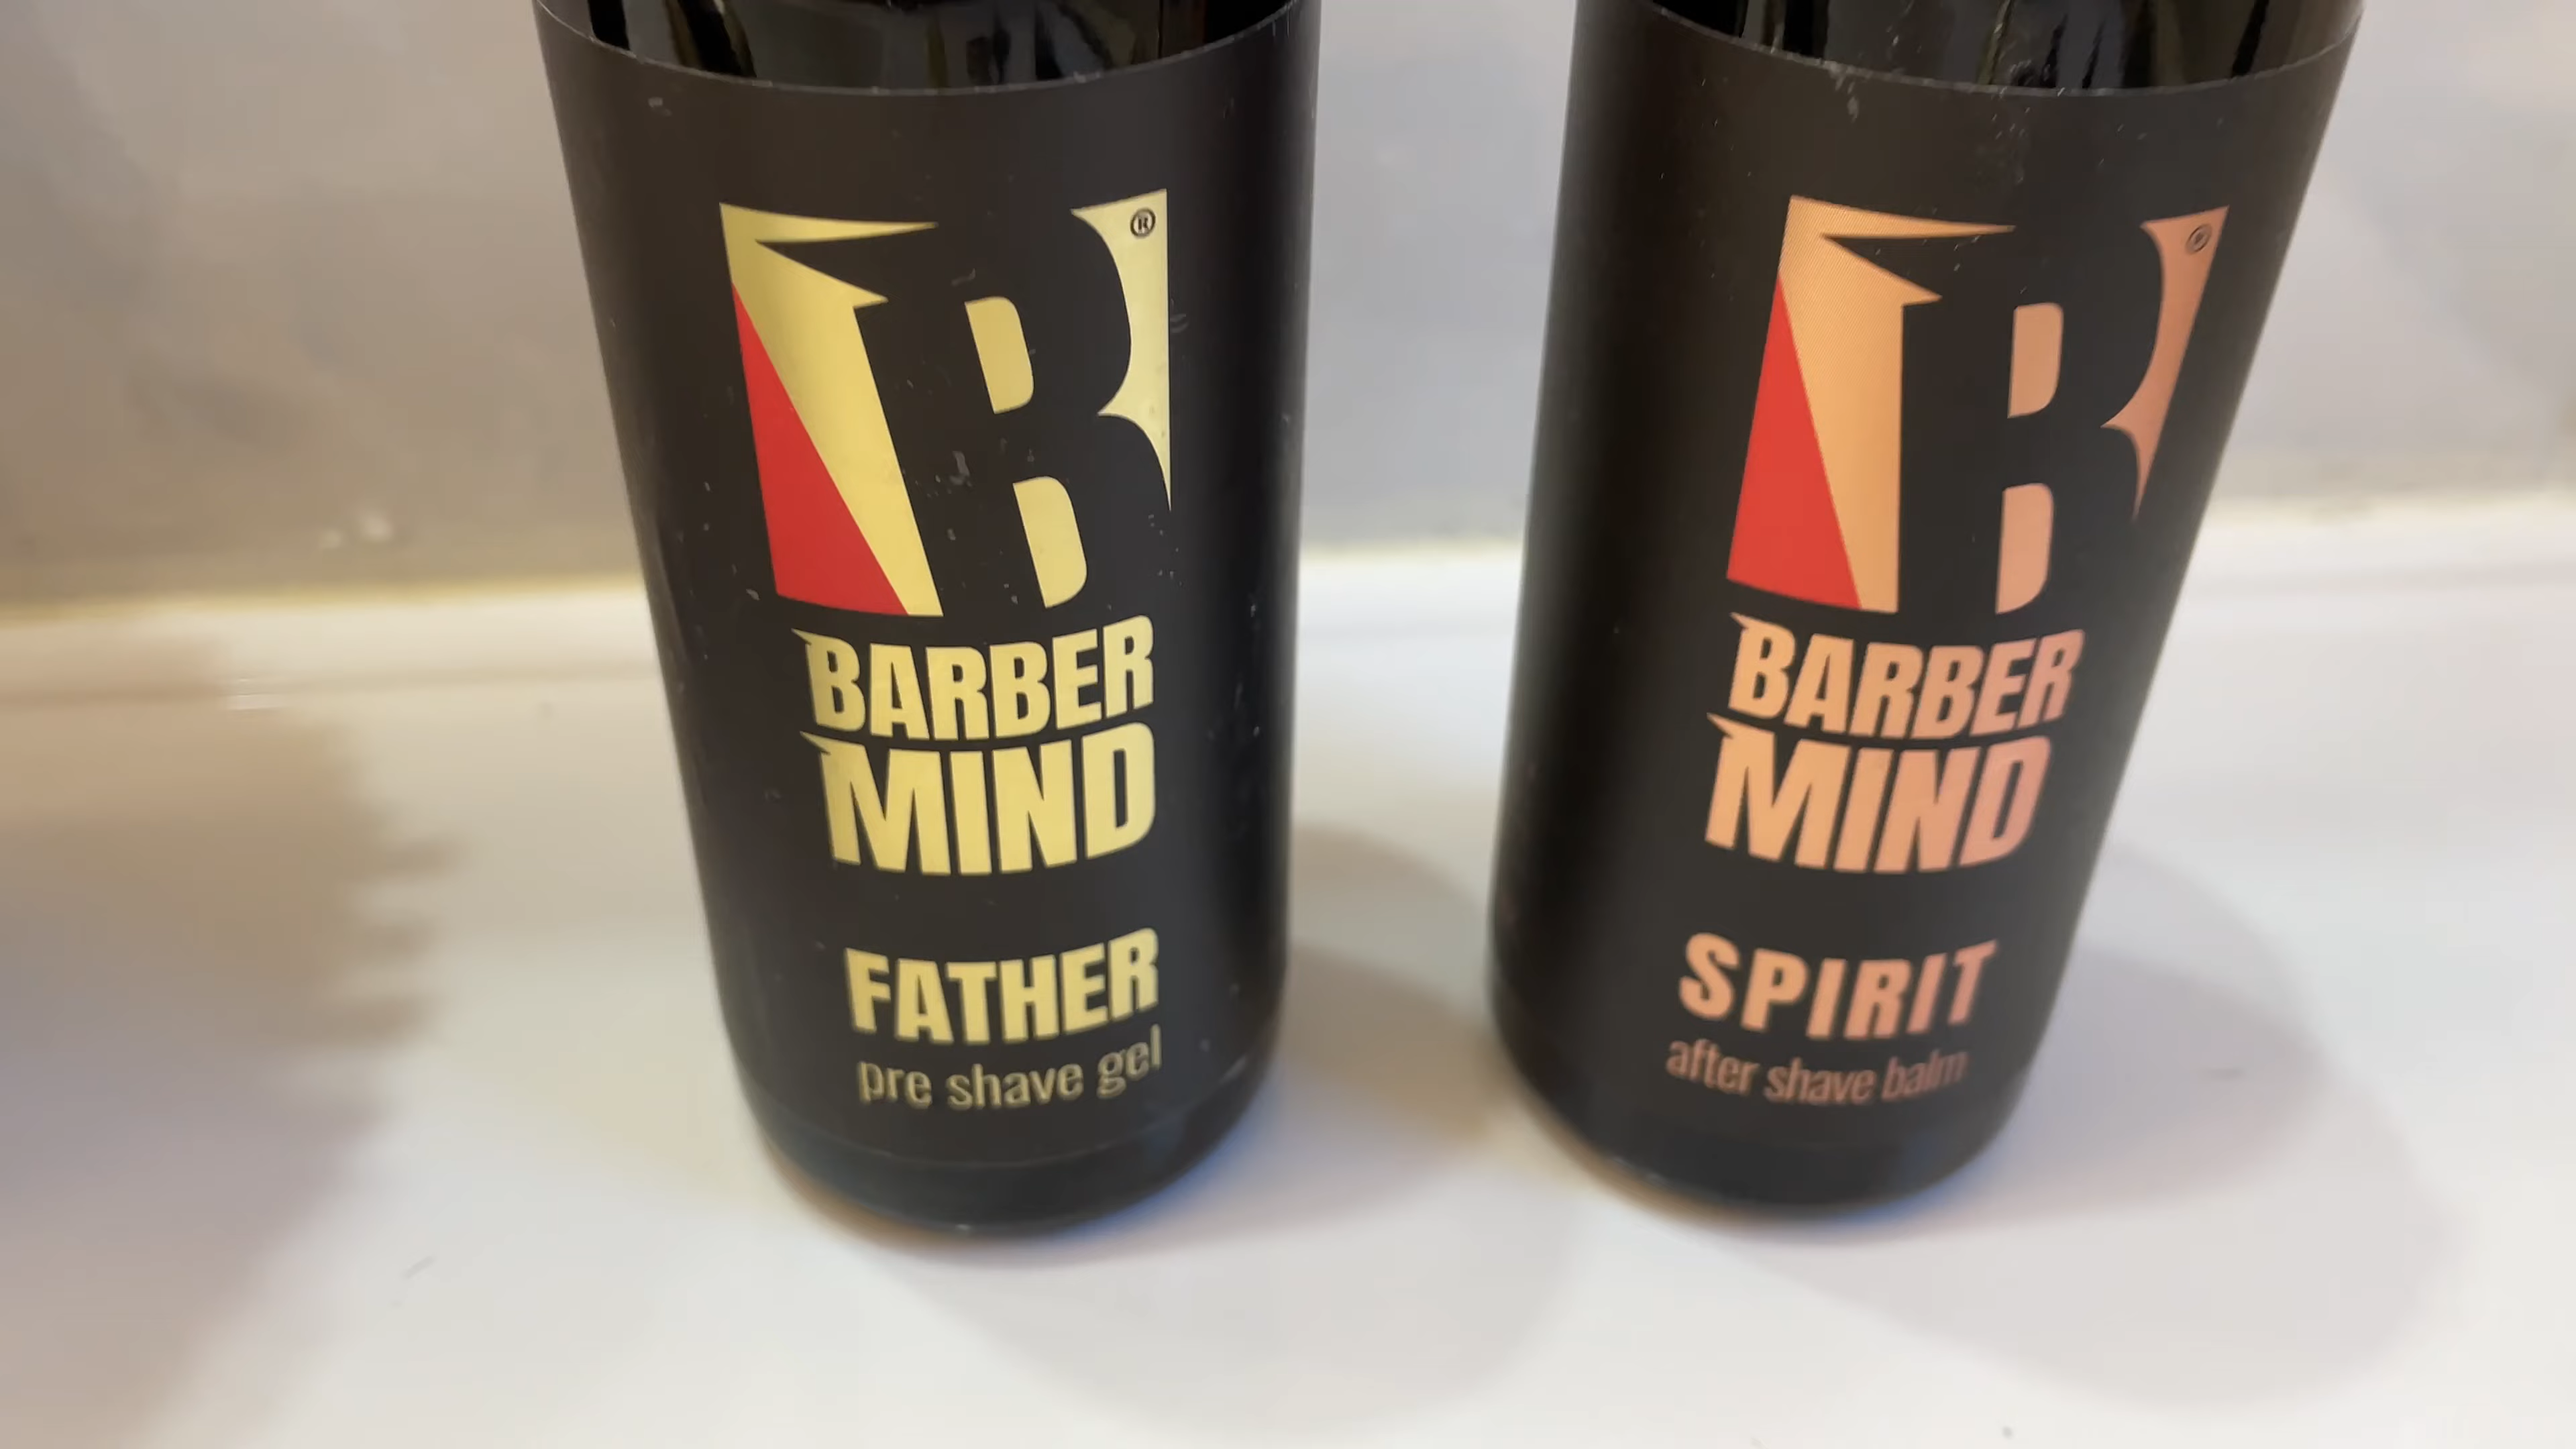 B ®
BARBER
MIND
FATHER
pre shave gel
B ®
BARBER
MIND
SPIRIT
after shave balm